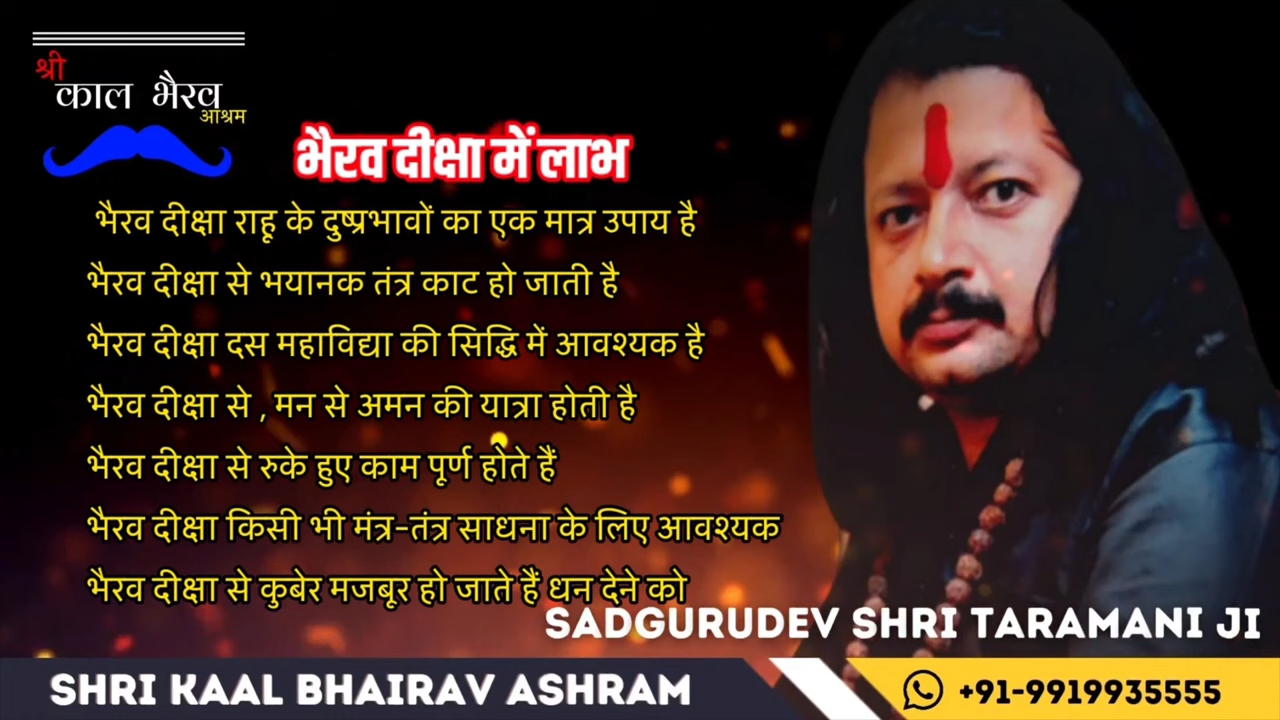 श्री
काल भैरव
आश्रम
भैरव दीक्षा में लाभ
भैरव दीक्षा राहू के दुष्प्रभावों का एक मात्र उपाय है
भैरव दीक्षा से भयानक तंत्र काट हो जाती है
भैरव दीक्षा दस महाविद्या की सिद्धि में आवश्यक है
भैरव दीक्षा से , मन से अमन की यात्रा होती है
भैरव दीक्षा से रुके हुए काम पूर्ण होते हैं
भैरव दीक्षा किसी भी मंत्र-तंत्र साधना के लिए आवश्यक
भैरव दीक्षा से कुबेर मजबूर हो जाते हैं धन देने को
SADGURUDEV SHRI TARAMANI JI
SHRI KAAL BHAIRAV ASHRAM
+91-9919935555